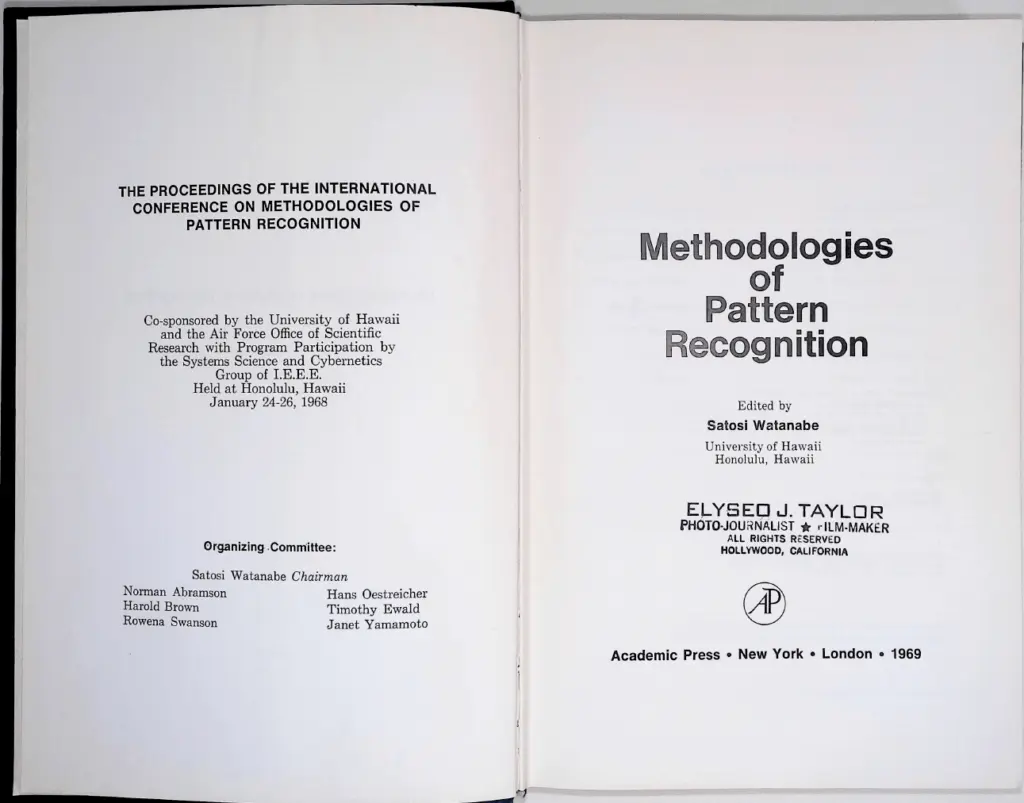 THE PROCEEDINGS OF THE INTERNATIONAL
CONFERENCE ON METHODOLOGIES OF
PATTERN RECOGNITION
Co-sponsored by the University of Hawaii
and the Air Force Office of Scientific
Research with Program Participation by
the Systems Science and Cybernetics
Group of I.E.E.E.
Held at Honolulu, Hawaii
January 24-26, 1968
Organizing Committee:
Satosi Watanabe Chairman
Norman Abramson Hans Oestreicher
Harold Brown Timothy Ewald
Rowena Swanson Janet Yamamoto
Methodologies
of
Pattern
Recognition
Edited by
Satosi Watanabe
University of Hawaii
Honolulu, Hawaii
ELYSEO J. TAYLOR
PHOTO-JOURNALIST ★ FILM-MAKER
ALL RIGHTS RESERVED
HOLLYWOOD, CALIFORNIA
AP
Academic Press • New York • London • 1969